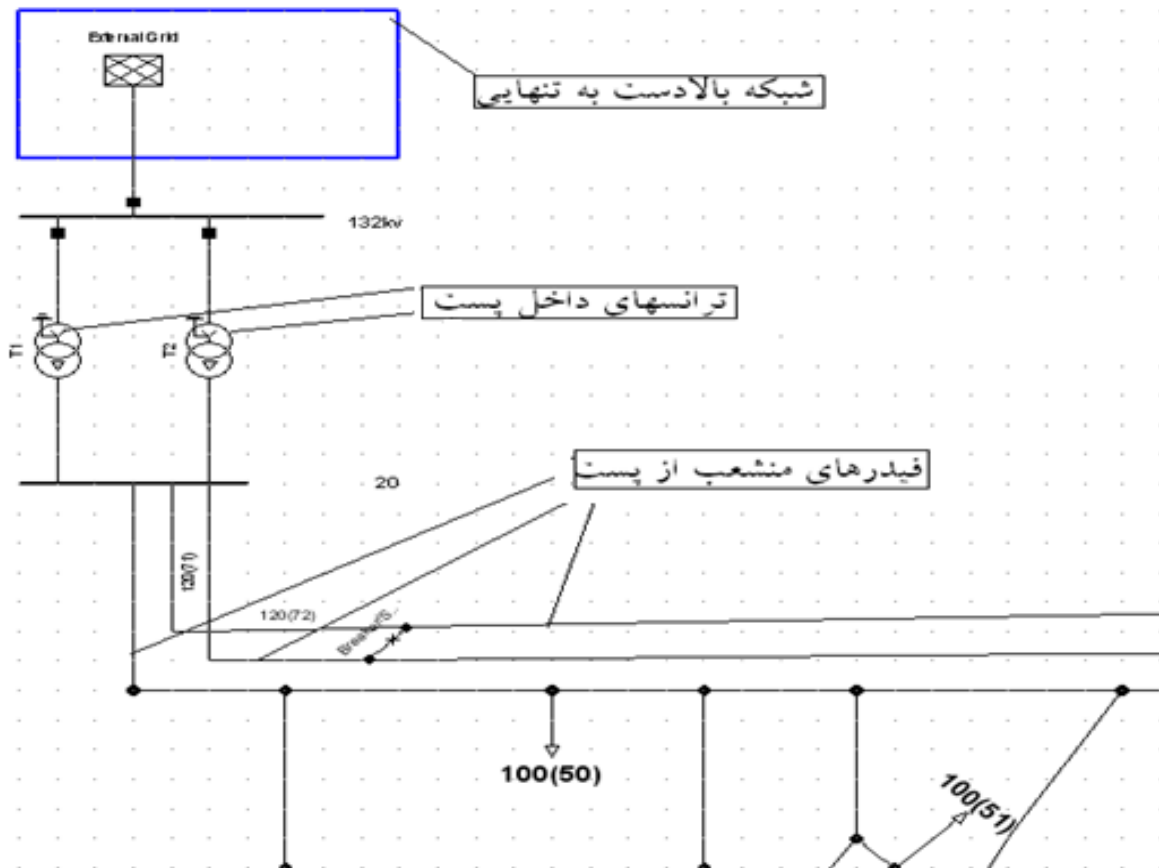 External Grid
شبکه بالادست به تنهایی
132kv
ترانسهای داخل پست
T1
T2
فیدرهای منشعب از پست
20
120(71)
120(72)
Breaker/S..
100(50)
100(51)